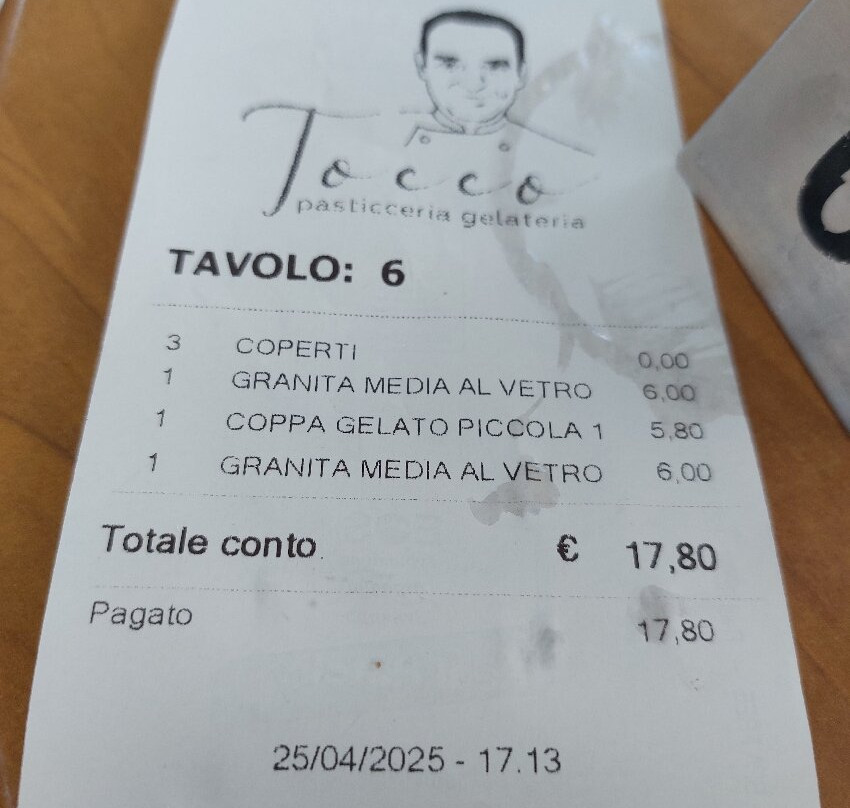 Tocco
pasticceria gelateria
TAVOLO: 6
3 COPERTI 0,00
1 GRANITA MEDIA AL VETRO 6,00
1 COPPA GELATO PICCOLA 1 5,80
1 GRANITA MEDIA AL VETRO 6,00
Totale conto € 17,80
Pagato 17,80
25/04/2025 - 17.13